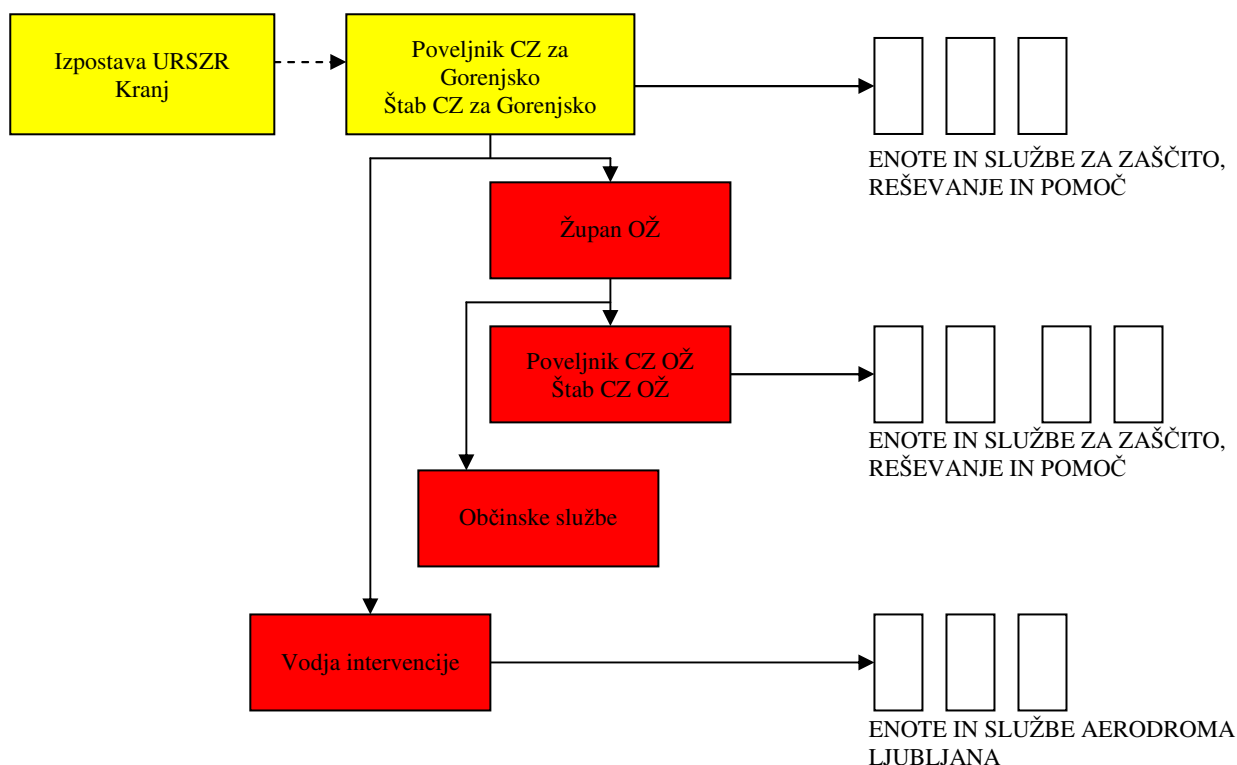 Izpostava URSZR
Kranj
Poveljnik CZ za
Gorenjsko
Štab CZ za Gorenjsko
ENOTE IN SLUŽBE ZA ZAŠČITO,
REŠEVANJE IN POMOČ
Župan OŽ
Poveljnik CZ OŽ
Štab CZ OŽ
ENOTE IN SLUŽBE ZA ZAŠČITO,
REŠEVANJE IN POMOČ
Občinske službe
Vodja intervencije
ENOTE IN SLUŽBE AERODROMA
LJUBLJANA